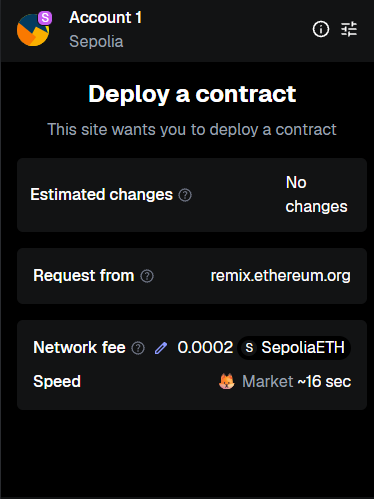 S
Account 1
Sepolia
Deploy a contract
This site wants you to deploy a contract
Estimated changes ? No
changes
Request from ? remix.ethereum.org
Network fee ? 0.0002 S SepoliaETH
Speed Market ~16 sec